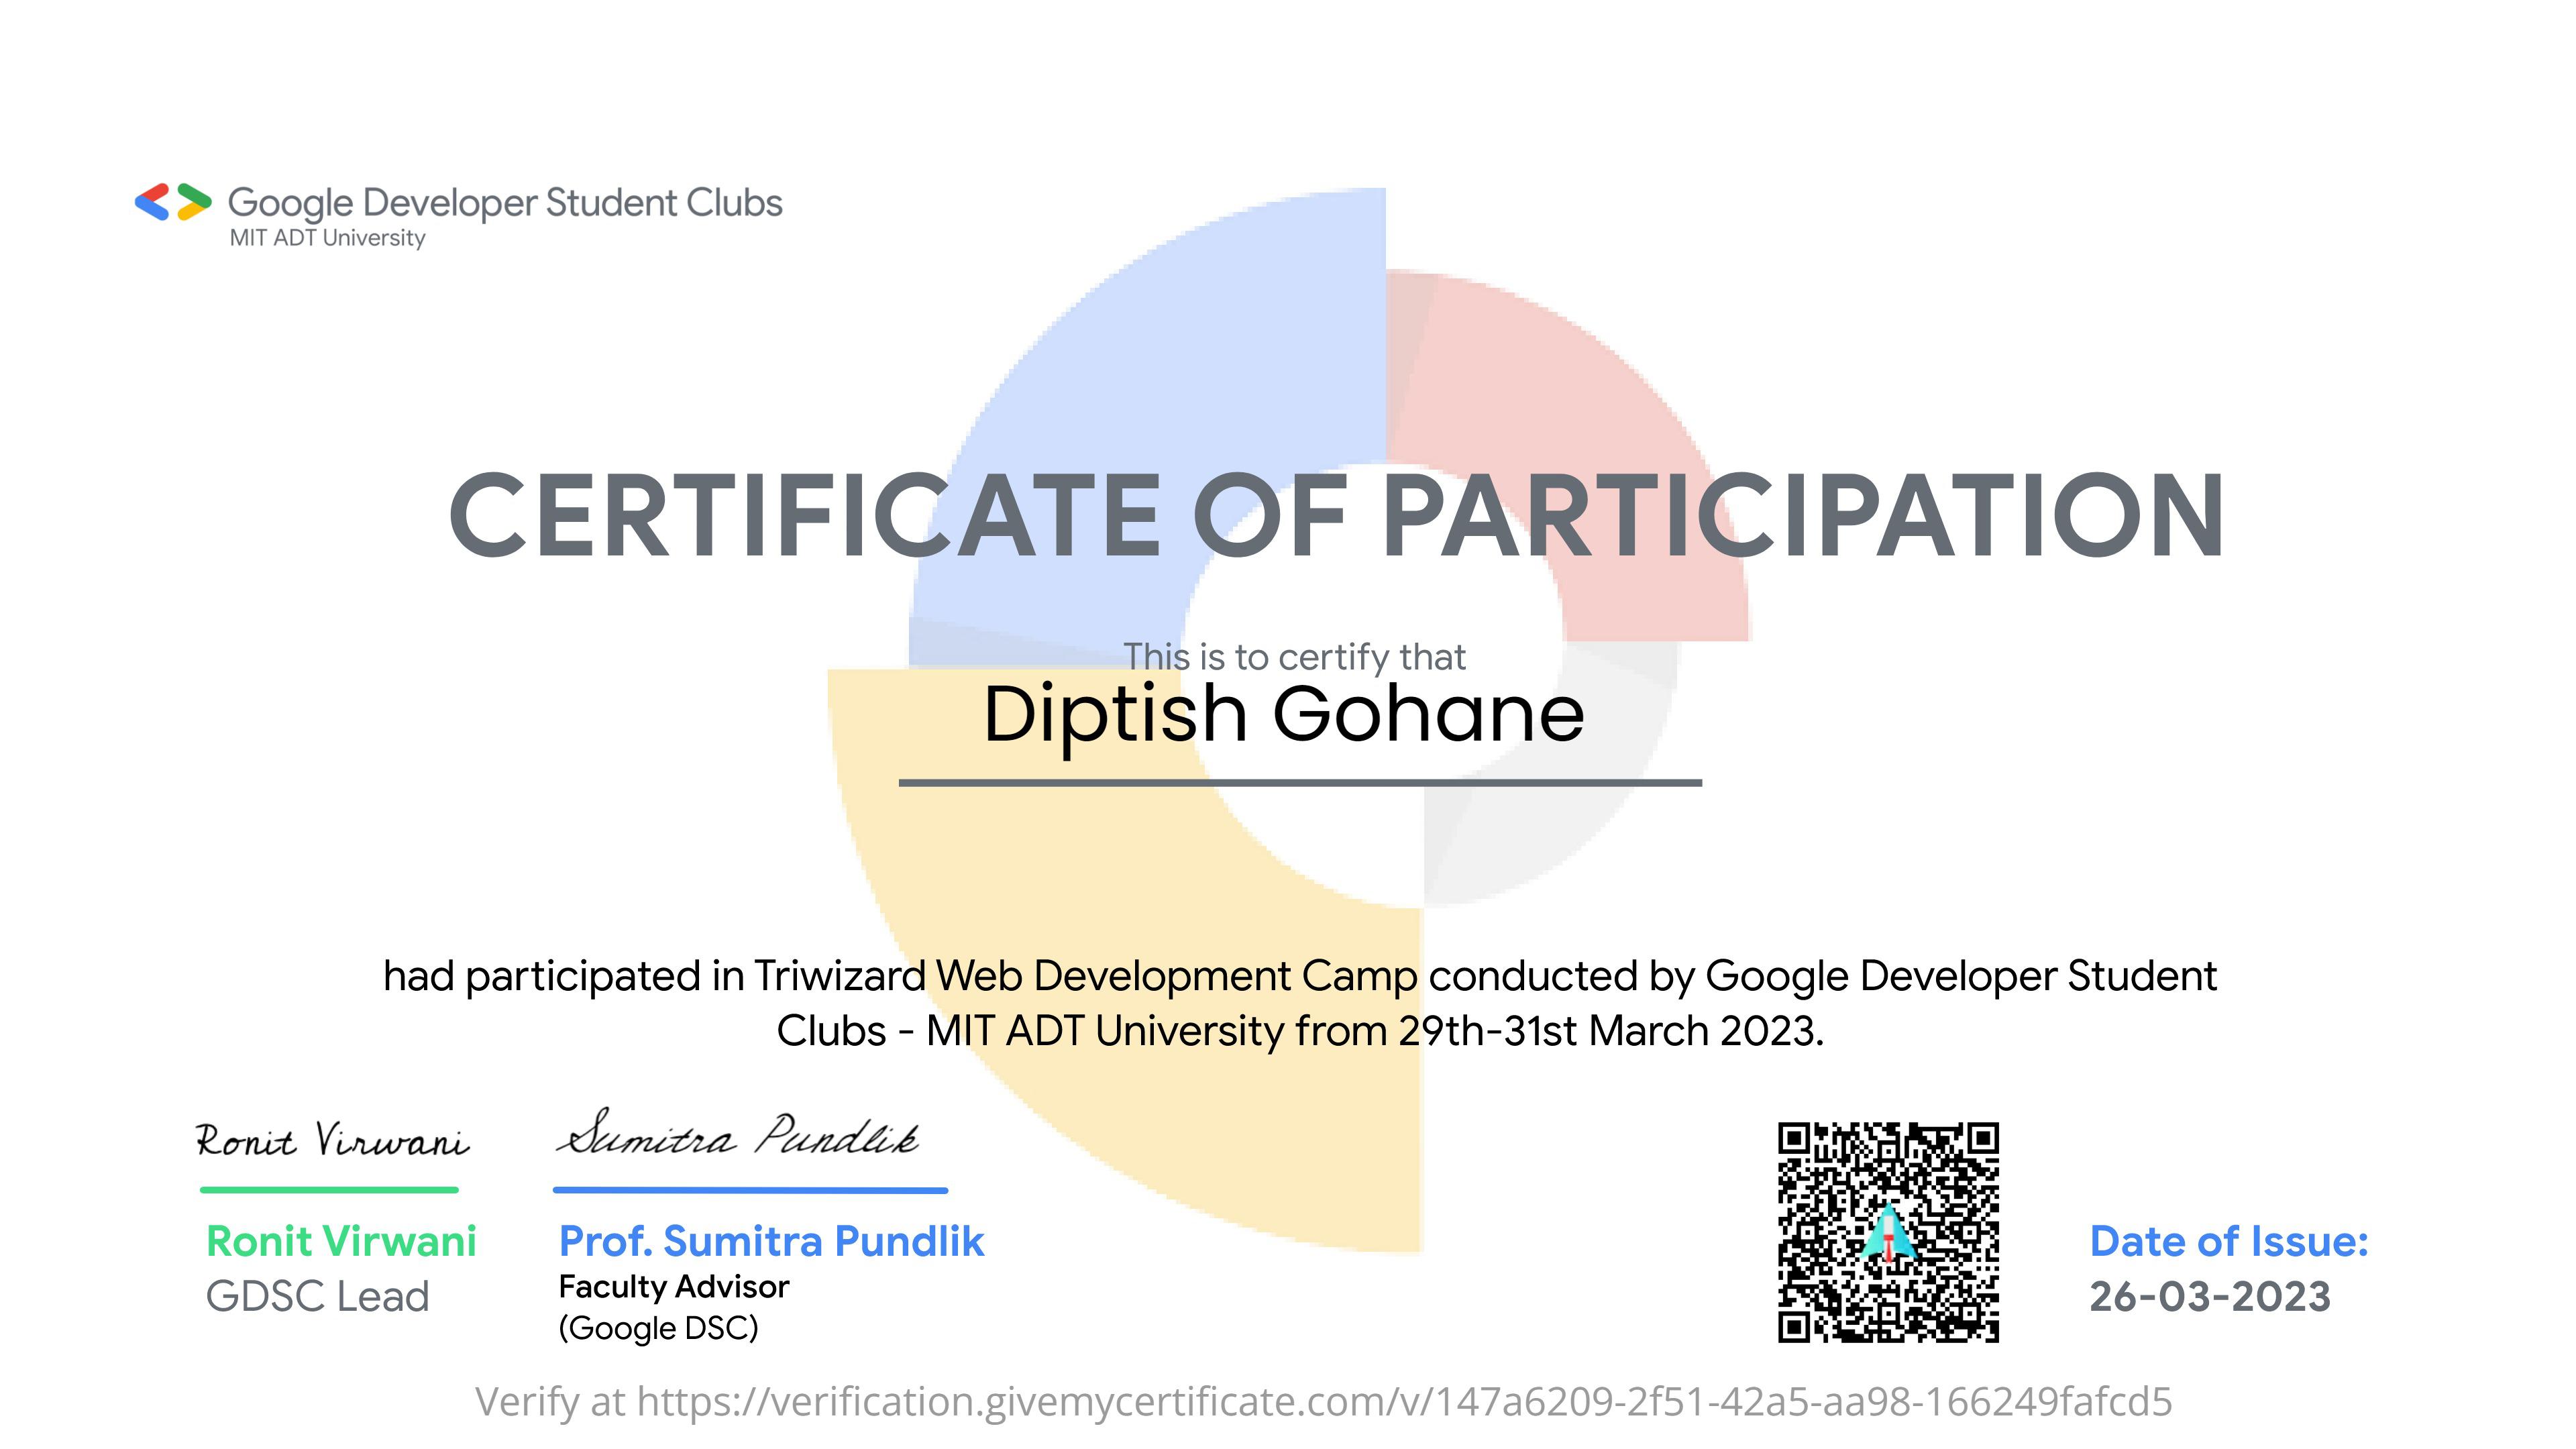 Google Developer Student Clubs
MIT ADT University
CERTIFICATE OF PARTICIPATION
This is to certify that
Diptish Gohane
had participated in Triwizard Web Development Camp conducted by Google Developer Student
Clubs - MIT ADT University from 29th-31st March 2023.
Ronit Virwani
Sumitra Pundlik
Ronit Virwani
GDSC Lead
Prof. Sumitra Pundlik
Faculty Advisor
(Google DSC)
Date of Issue:
26-03-2023
Verify at https://verification.givemycertificate.com/v/147a6209-2f51-42a5-aa98-166249fafcd5